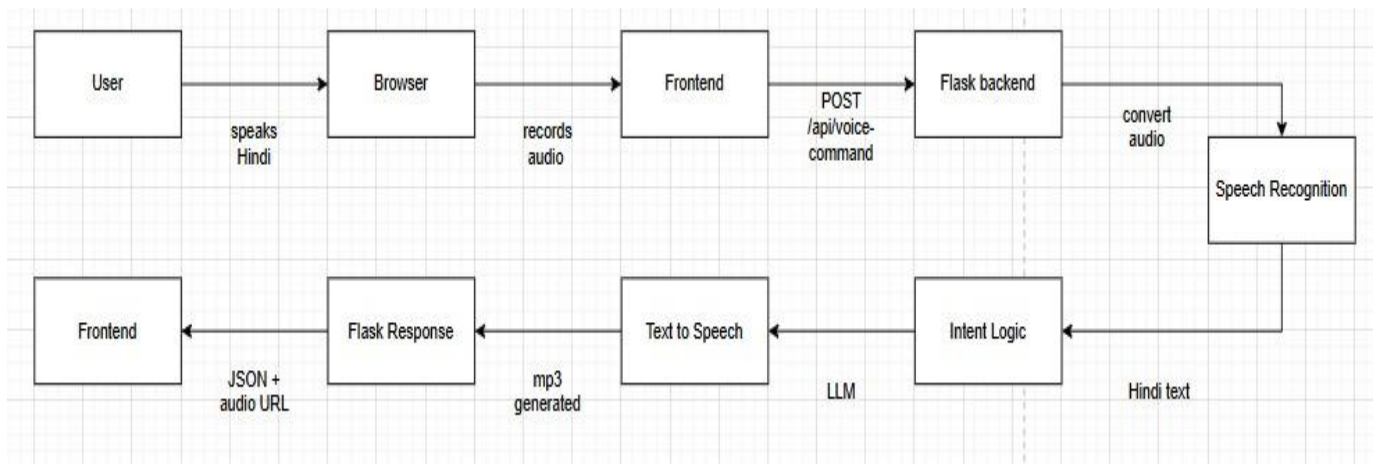 User
Browser
Frontend
Flask backend
speaks
Hindi
records
audio
POST
/api/voice-
command
convert
audio
Speech Recognition
Frontend
Flask Response
Text to Speech
Intent Logic
JSON +
audio URL
mp3
generated
LLM
Hindi text